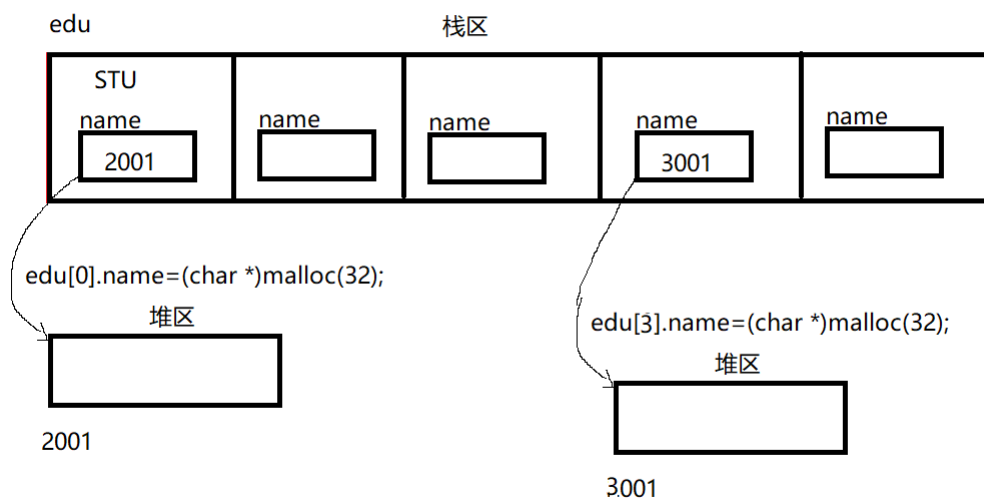 edu 栈区
STU
name name name name name
2001 3001
edu[0].name=(char *)malloc(32);
堆区
edu[3].name=(char *)malloc(32);
堆区
2001
3001